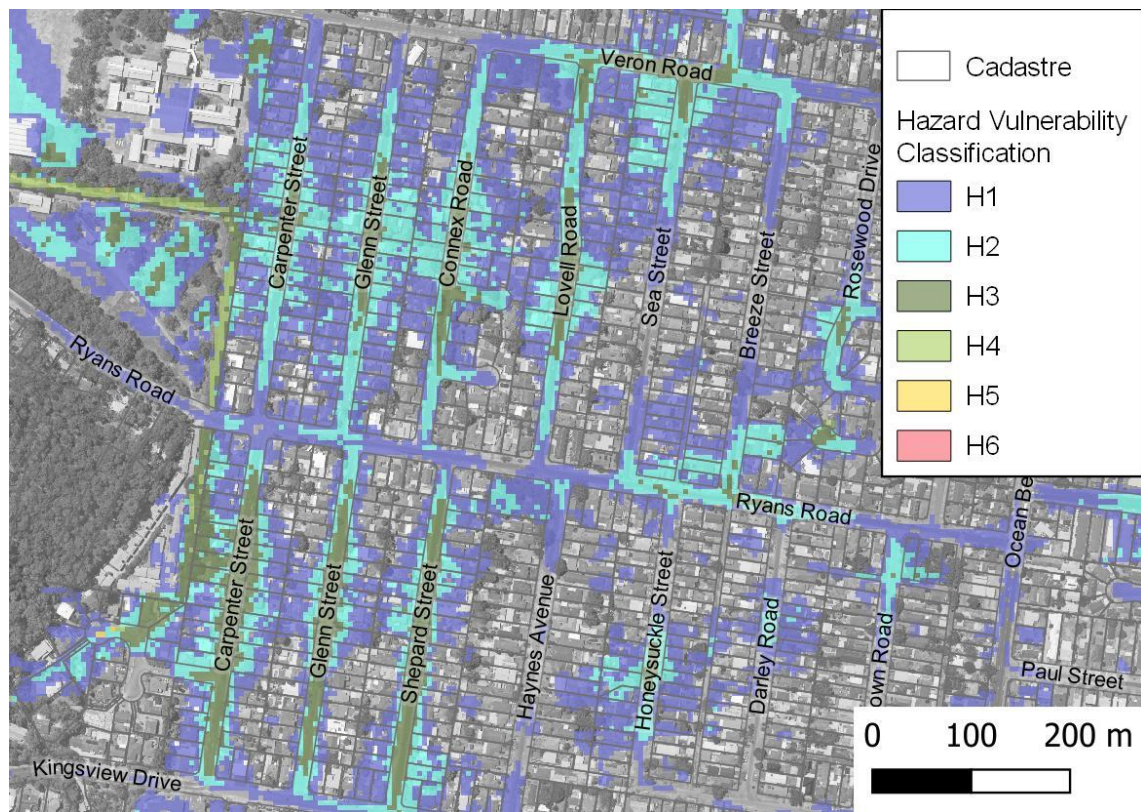 Veron Road
Cadastre
Hazard Vulnerability
Classification
H1
H2
H3
H4
H5
H6
Carpenter Street
Glenn Street
Connex Road
Lovell Road
Sea Street
Breeze Street
Rosewood Drive
Ryans Road
Ryans Road
Ocean Be
Carpenter Street
Glenn Street
Shepard Street
Haynes Avenue
Honeysuckle Street
Darley Road
own Road
Paul Street
Kingsview Drive
0 100 200 m